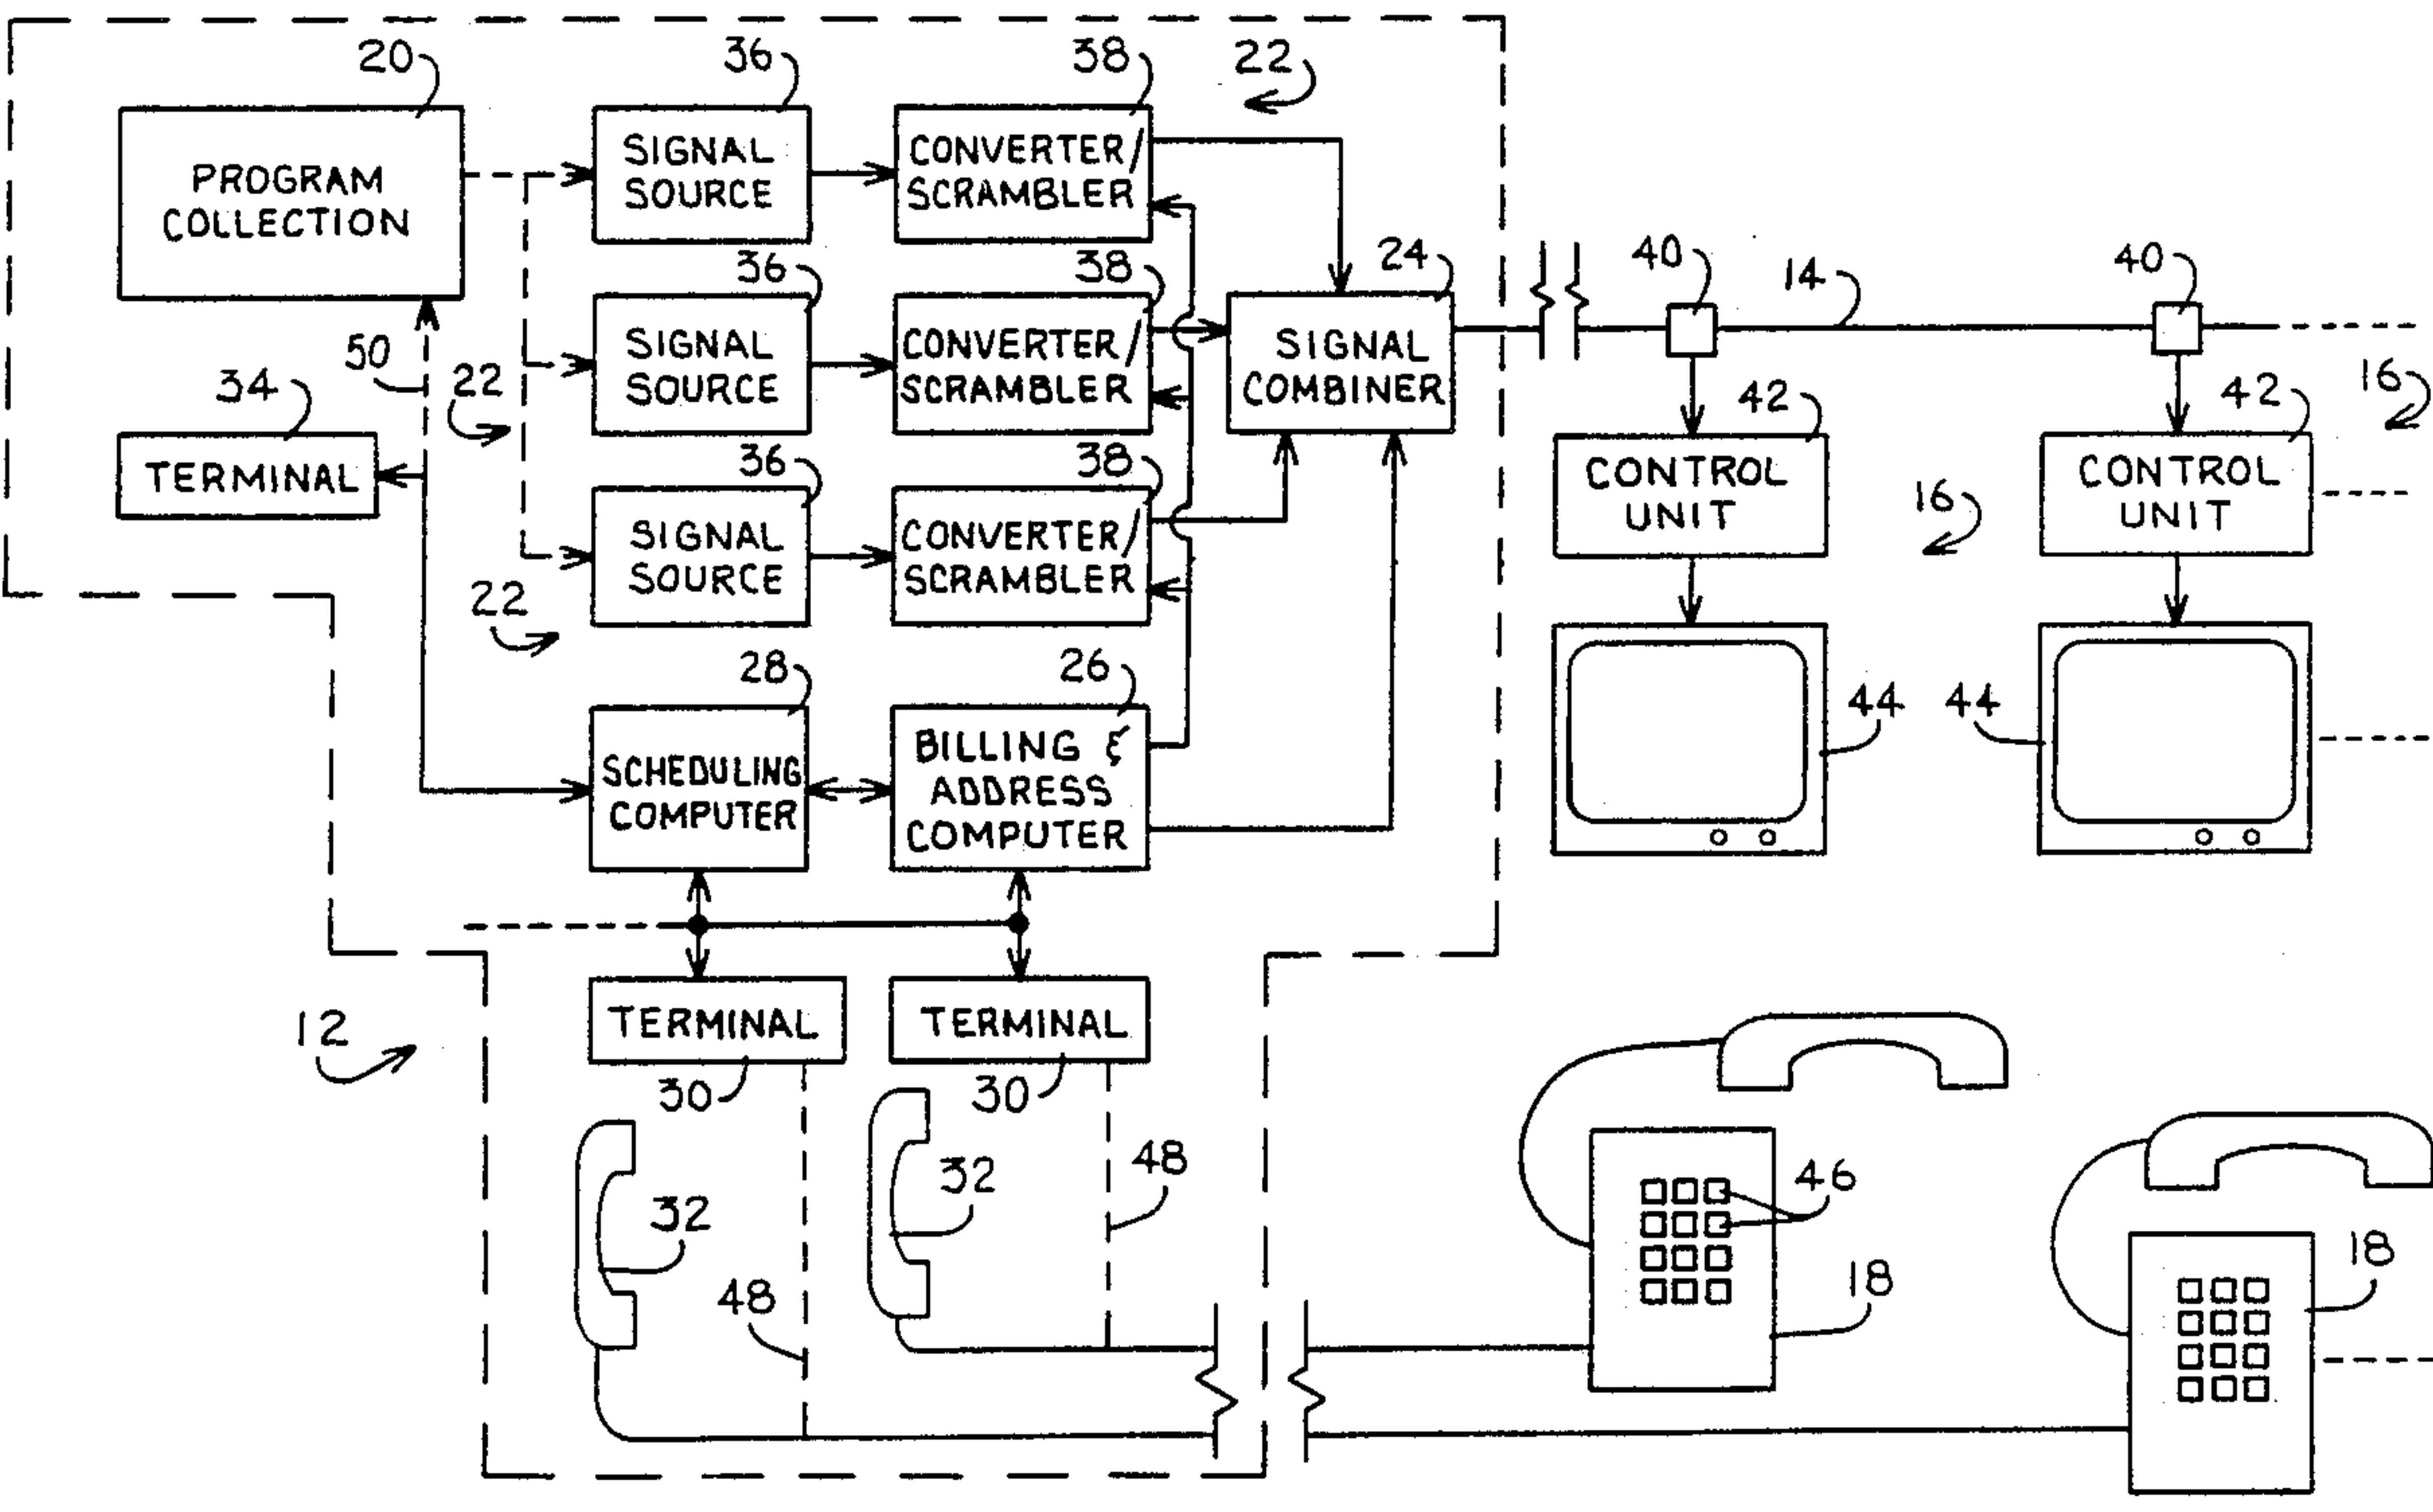 20
36
38
22
PROGRAM
COLLECTION
SIGNAL
SOURCE
CONVERTER/
SCRAMBLER
36
38
24
40
14
40
50
34
22
SIGNAL
SOURCE
CONVERTER/
SCRAMBLER
SIGNAL
COMBINER
16
42
42
TERMINAL
36
38
CONTROL
UNIT
16
CONTROL
UNIT
SIGNAL
SOURCE
CONVERTER/
SCRAMBLER
22
28
26
44
44
SCHEDULING
COMPUTER
BILLING &
ADDRESS
COMPUTER
12
TERMINAL
TERMINAL
30
30
32
32
48
48
46
18
18